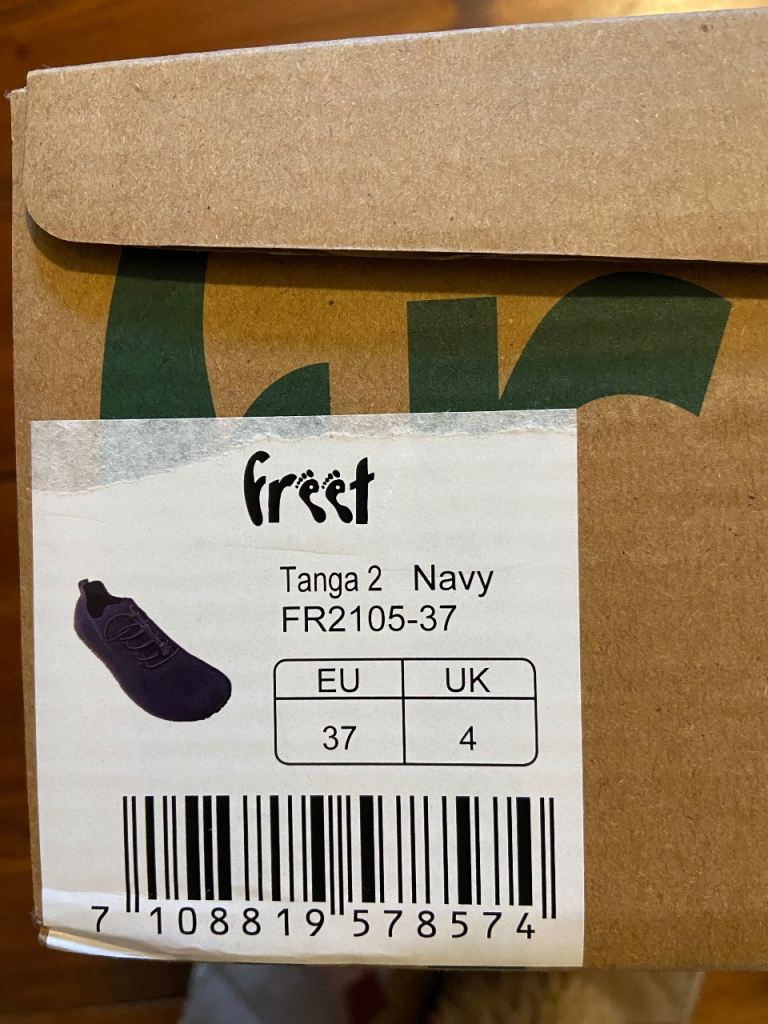 freet
Tanga 2 Navy
FR2105-37
EU UK
37 4
7 108819 578574